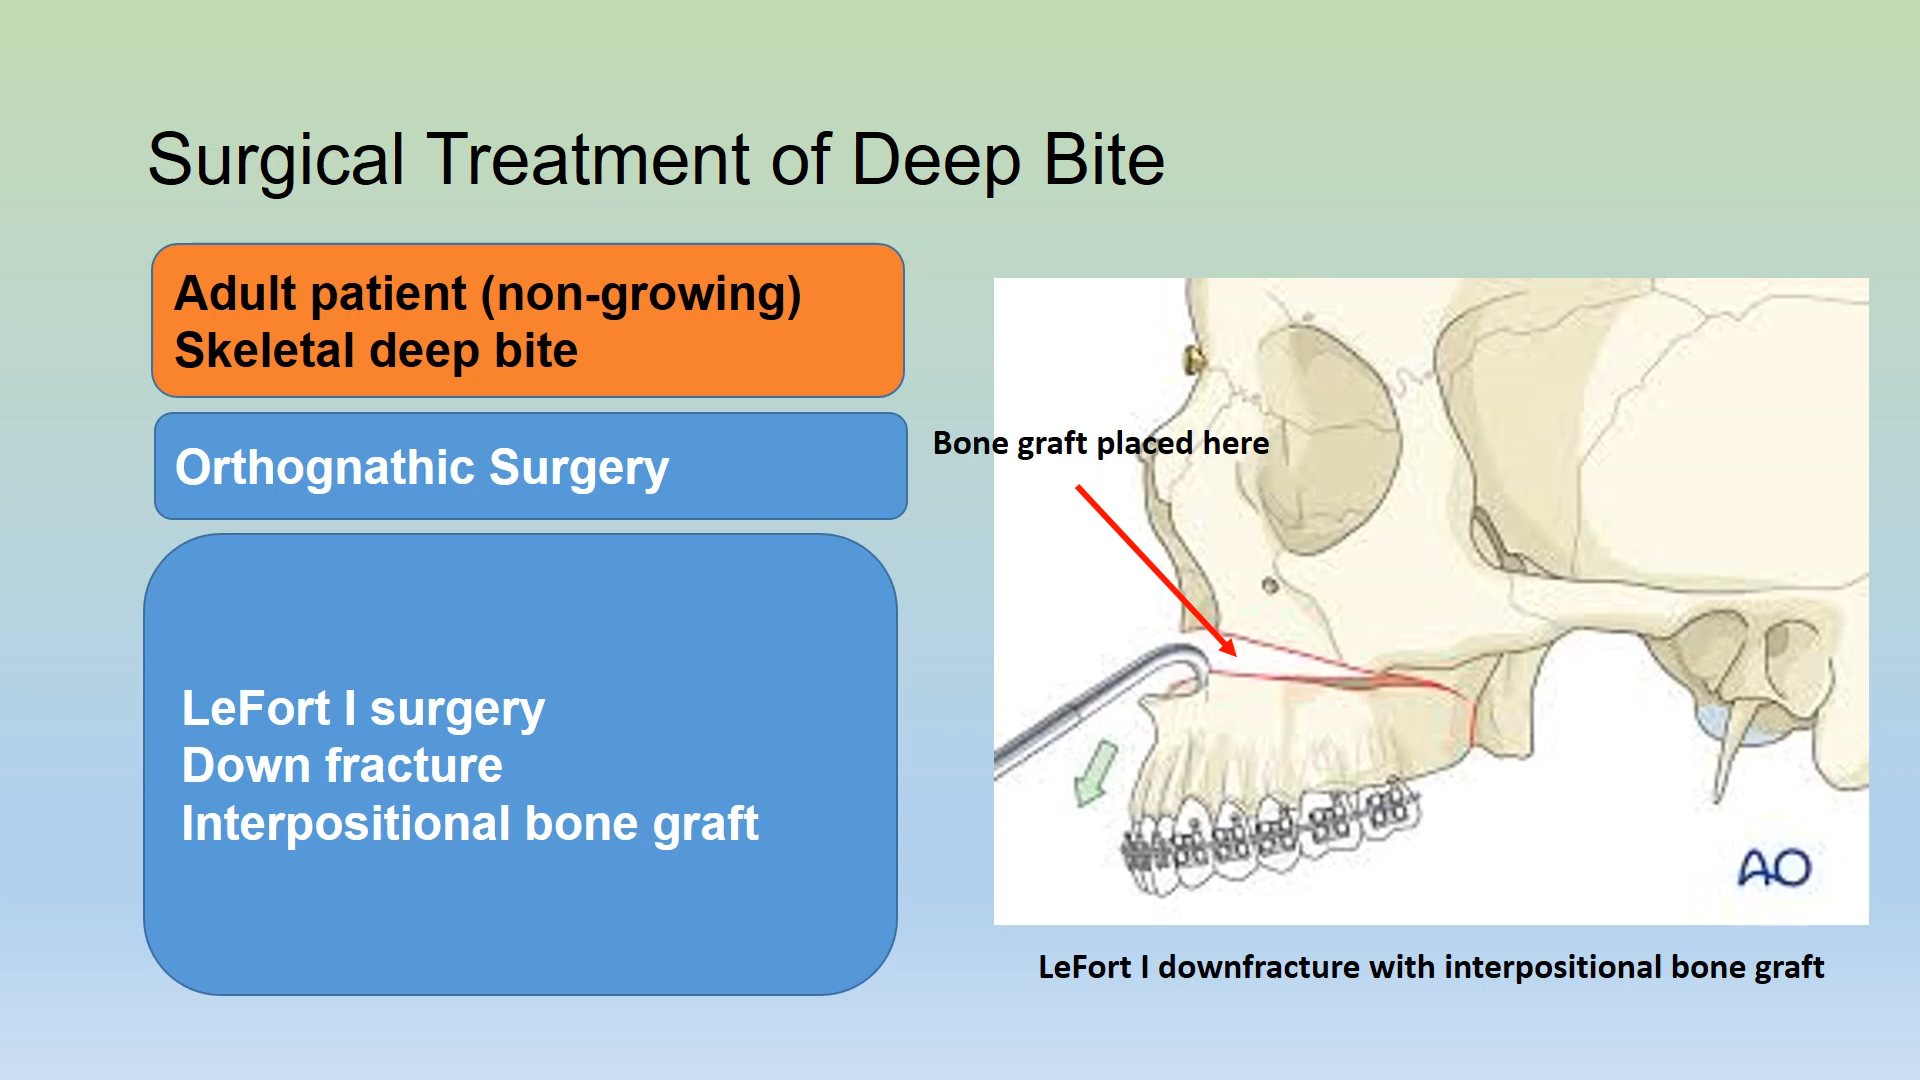 Surgical Treatment of Deep Bite
Adult patient (non-growing)
Skeletal deep bite
Orthognathic Surgery
LeFort I surgery
Down fracture
Interpositional bone graft
Bone graft placed here
AO
LeFort I downfracture with interpositional bone graft